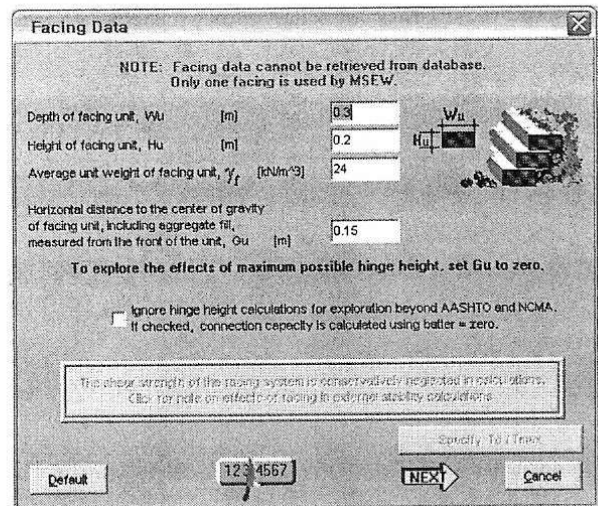 Facing Data
NOTE: Facing data cannot be retrieved from database.
Only one facing is used by MSEW.
Depth of facing unit, Wu [m] 0.3
Height of facing unit, Hu [m] 0.2
Average unit weight of facing unit, γf [kN/m^3] 24
Wu
Hu
Horizontal distance to the center of gravity
of facing unit, including aggregate fill,
measured from the front of the unit, Gu [m] 0.15
To explore the effects of maximum possible hinge height, set Gu to zero.
Ignore hinge height calculations for exploration beyond AASHTO and NCMA.
If checked, connection capacity is calculated using batter = zero.
The shear strength of the facing system is conservatively neglected in calculations.
Click for note on effects of facing in external stability calculations
Specify To / Tmax
Default
123 4567
NEXT
Cancel